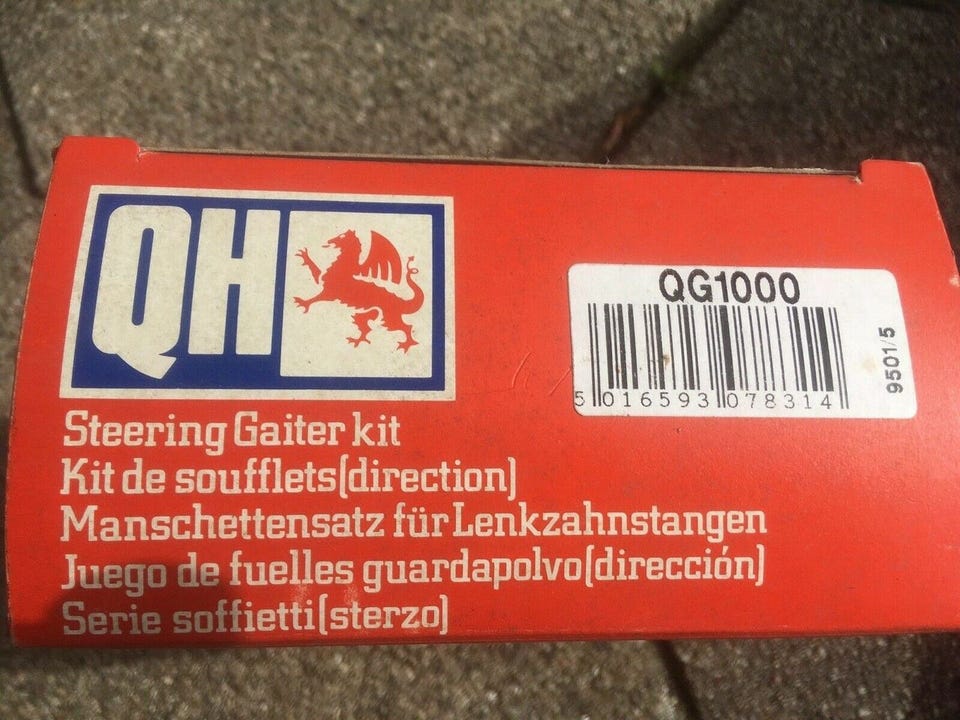 QH
QG1000
5 016593 078314
9501/5
Steering Gaiter kit
Kit de soufflets(direction)
Manschettensatz für Lenkzahnstangen
Juego de fuelles guardapolvo(dirección)
Serie soffietti(sterzo)